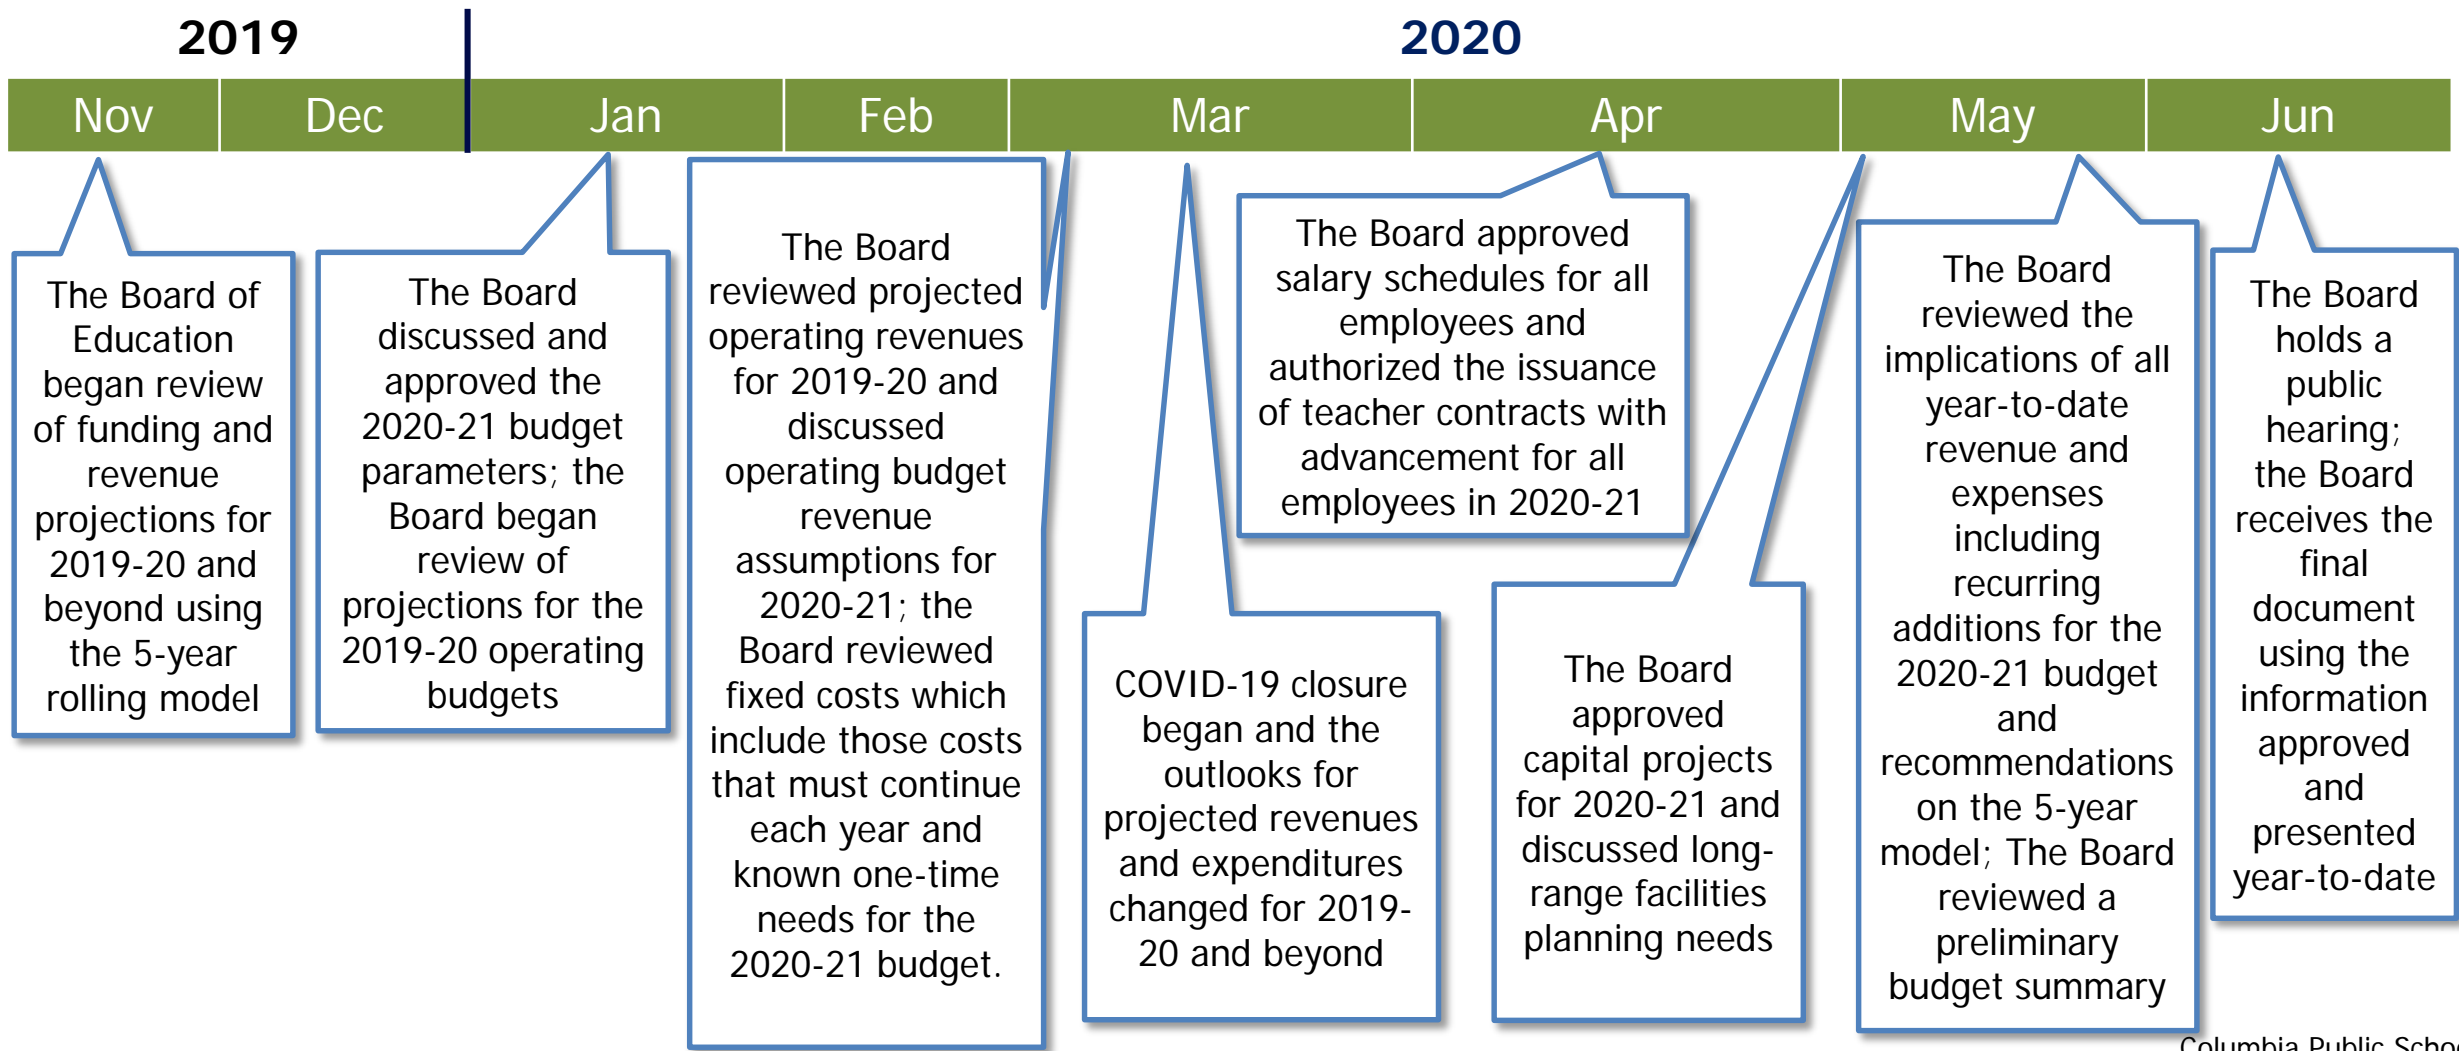 2019
2020
Nov
Dec
Jan
Feb
Mar
Apr
May
Jun
The Board of
Education
began review
of funding and
revenue
projections for
2019-20 and
beyond using
the 5-year
rolling model
The Board
discussed and
approved the
2020-21 budget
parameters; the
Board began
review of
projections for the
2019-20 operating
budgets
The Board
reviewed projected
operating revenues
for 2019-20 and
discussed
operating budget
revenue
assumptions for
2020-21; the
Board reviewed
fixed costs which
include those costs
that must continue
each year and
known one-time
needs for the
2020-21 budget.
COVID-19 closure
began and the
outlooks for
projected revenues
and expenditures
changed for 2019-
20 and beyond
The Board approved
salary schedules for all
employees and
authorized the issuance
of teacher contracts with
advancement for all
employees in 2020-21
The Board
approved
capital projects
for 2020-21 and
discussed long-
range facilities
planning needs
The Board
reviewed the
implications of all
year-to-date
revenue and
expenses
including
recurring
additions for the
2020-21 budget
and
recommendations
on the 5-year
model; The Board
reviewed a
preliminary
budget summary
The Board
holds a
public
hearing;
the Board
receives the
final
document
using the
information
approved
and
presented
year-to-date
Columbia Public